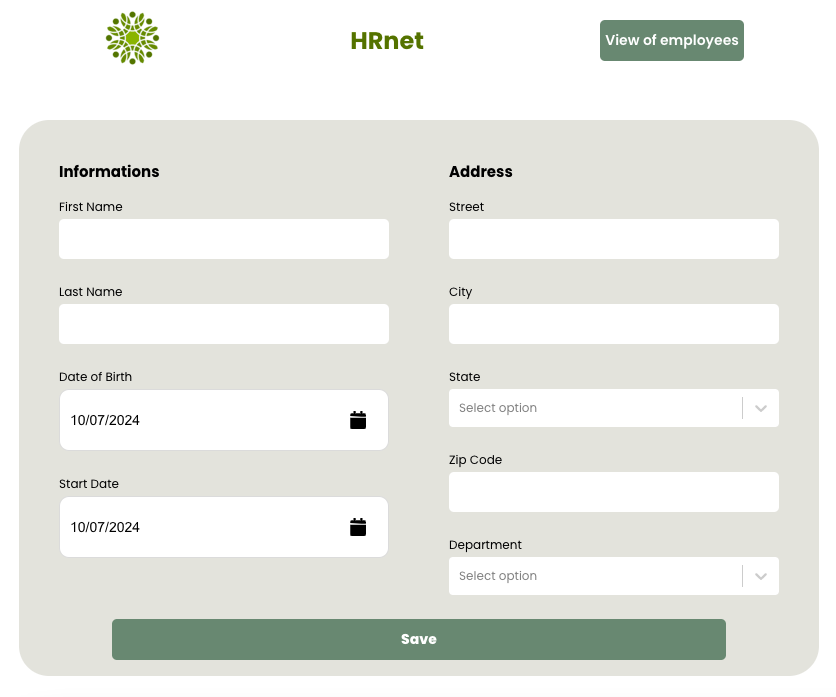 HRnet
View of employees
Informations
First Name
Last Name
Date of Birth
10/07/2024
Start Date
10/07/2024
Address
Street
City
State
Select option
Zip Code
Department
Select option
Save